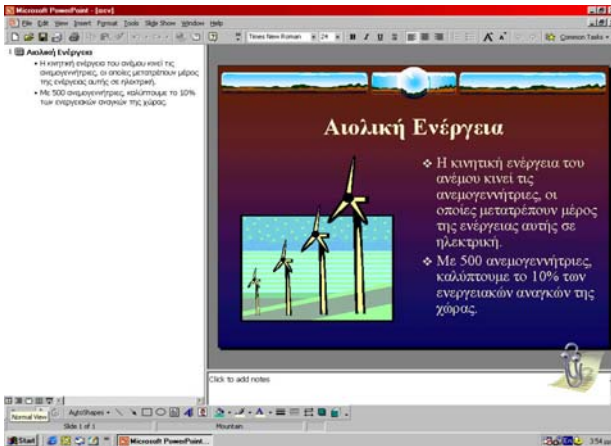 Microsoft PowerPoint - [аcv]
File Edit View Insert Format Tools Slide Show Window Help
Times New Roman 24 B I U S Common Tasks
1 Αιολική Ενέργεια
• Η κινητική ενέργεια του ανέμου κινεί τις
ανεμογεννήτριες, οι οποίες μετατρέπουν μέρος
της ενέργειας αυτής σε ηλεκτρική.
• Με 500 ανεμογεννήτριες, καλύπτουμε το 10%
των ενεργειακών αναγκών της χώρας.
Αιολική Ενέργεια
Η κινητική ενέργεια του
ανέμου κινεί τις
ανεμογεννήτριες, οι
οποίες μετατρέπουν μέρος
της ενέργειας αυτής σε
ηλεκτρική.
Με 500 ανεμογεννήτριες,
καλύπτουμε το 10% των
ενεργειακών αναγκών της
χώρας.
Click to add notes
Normal View AutoShapes
Slide 1 of 1 Mountain
Start Microsoft PowerPoint... 3:54 μμ